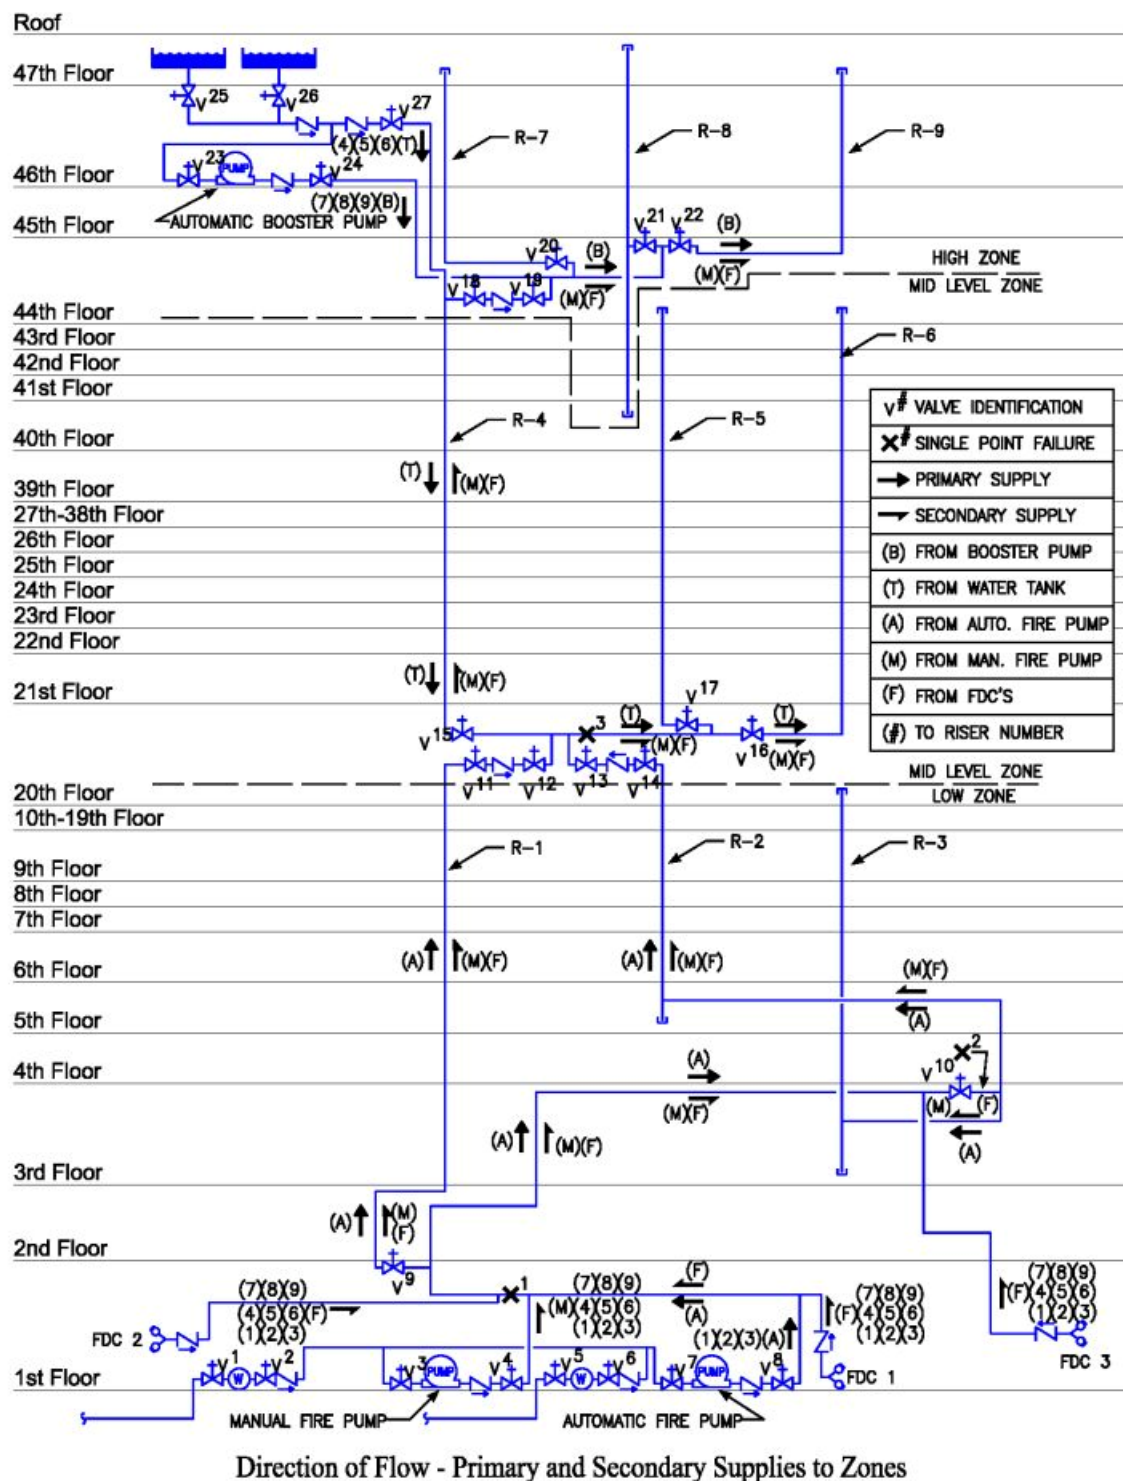 Roof
47th Floor
V25
V26
V27
(4)(5)(6)(T)
R-7
R-8
R-9
V23
PUMP
V24
46th Floor
(7)(8)(9)(B)
AUTOMATIC BOOSTER PUMP
45th Floor
V21
V22
(B)
V20
(B)
HIGH ZONE
(M)(F)
MID LEVEL ZONE
V18
V19
(M)(F)
44th Floor
43rd Floor
R-6
42nd Floor
41st Floor
R-4
R-5
40th Floor
V# VALVE IDENTIFICATION
X# SINGLE POINT FAILURE
PRIMARY SUPPLY
SECONDARY SUPPLY
(B) FROM BOOSTER PUMP
(T) FROM WATER TANK
(A) FROM AUTO. FIRE PUMP
(M) FROM MAN. FIRE PUMP
(F) FROM FDC'S
(#) TO RISER NUMBER
(T)
(M)(F)
39th Floor
27th-38th Floor
26th Floor
25th Floor
24th Floor
23rd Floor
22nd Floor
(T)
(M)(F)
21st Floor
V17
3
(T)
(T)
V15
(M)(F)
V16
(M)(F)
V11
V12
V13
V14
MID LEVEL ZONE
20th Floor
LOW ZONE
10th-19th Floor
R-1
R-2
R-3
9th Floor
8th Floor
7th Floor
(A)
(M)(F)
(A)
(M)(F)
(M)(F)
6th Floor
(A)
5th Floor
2
(A)
V10
4th Floor
(M)
(F)
(M)(F)
(A)
(M)(F)
(A)
3rd Floor
(A)
(M)
(F)
2nd Floor
V9
1
(7)(8)(9)
(4)(5)(6)(F)
(1)(2)(3)
(7)(8)(9)
(M)(4)(5)(6)
(1)(2)(3)
(F)
(A)
(1)(2)(3)(A)
(7)(8)(9)
(F)(4)(5)(6)
(1)(2)(3)
(7)(8)(9)
(F)(4)(5)(6)
(1)(2)(3)
FDC 2
FDC 3
V1
W
V2
V3
PUMP
V4
V5
W
V6
V7
PUMP
V8
FDC 1
1st Floor
MANUAL FIRE PUMP
AUTOMATIC FIRE PUMP
Direction of Flow - Primary and Secondary Supplies to Zones